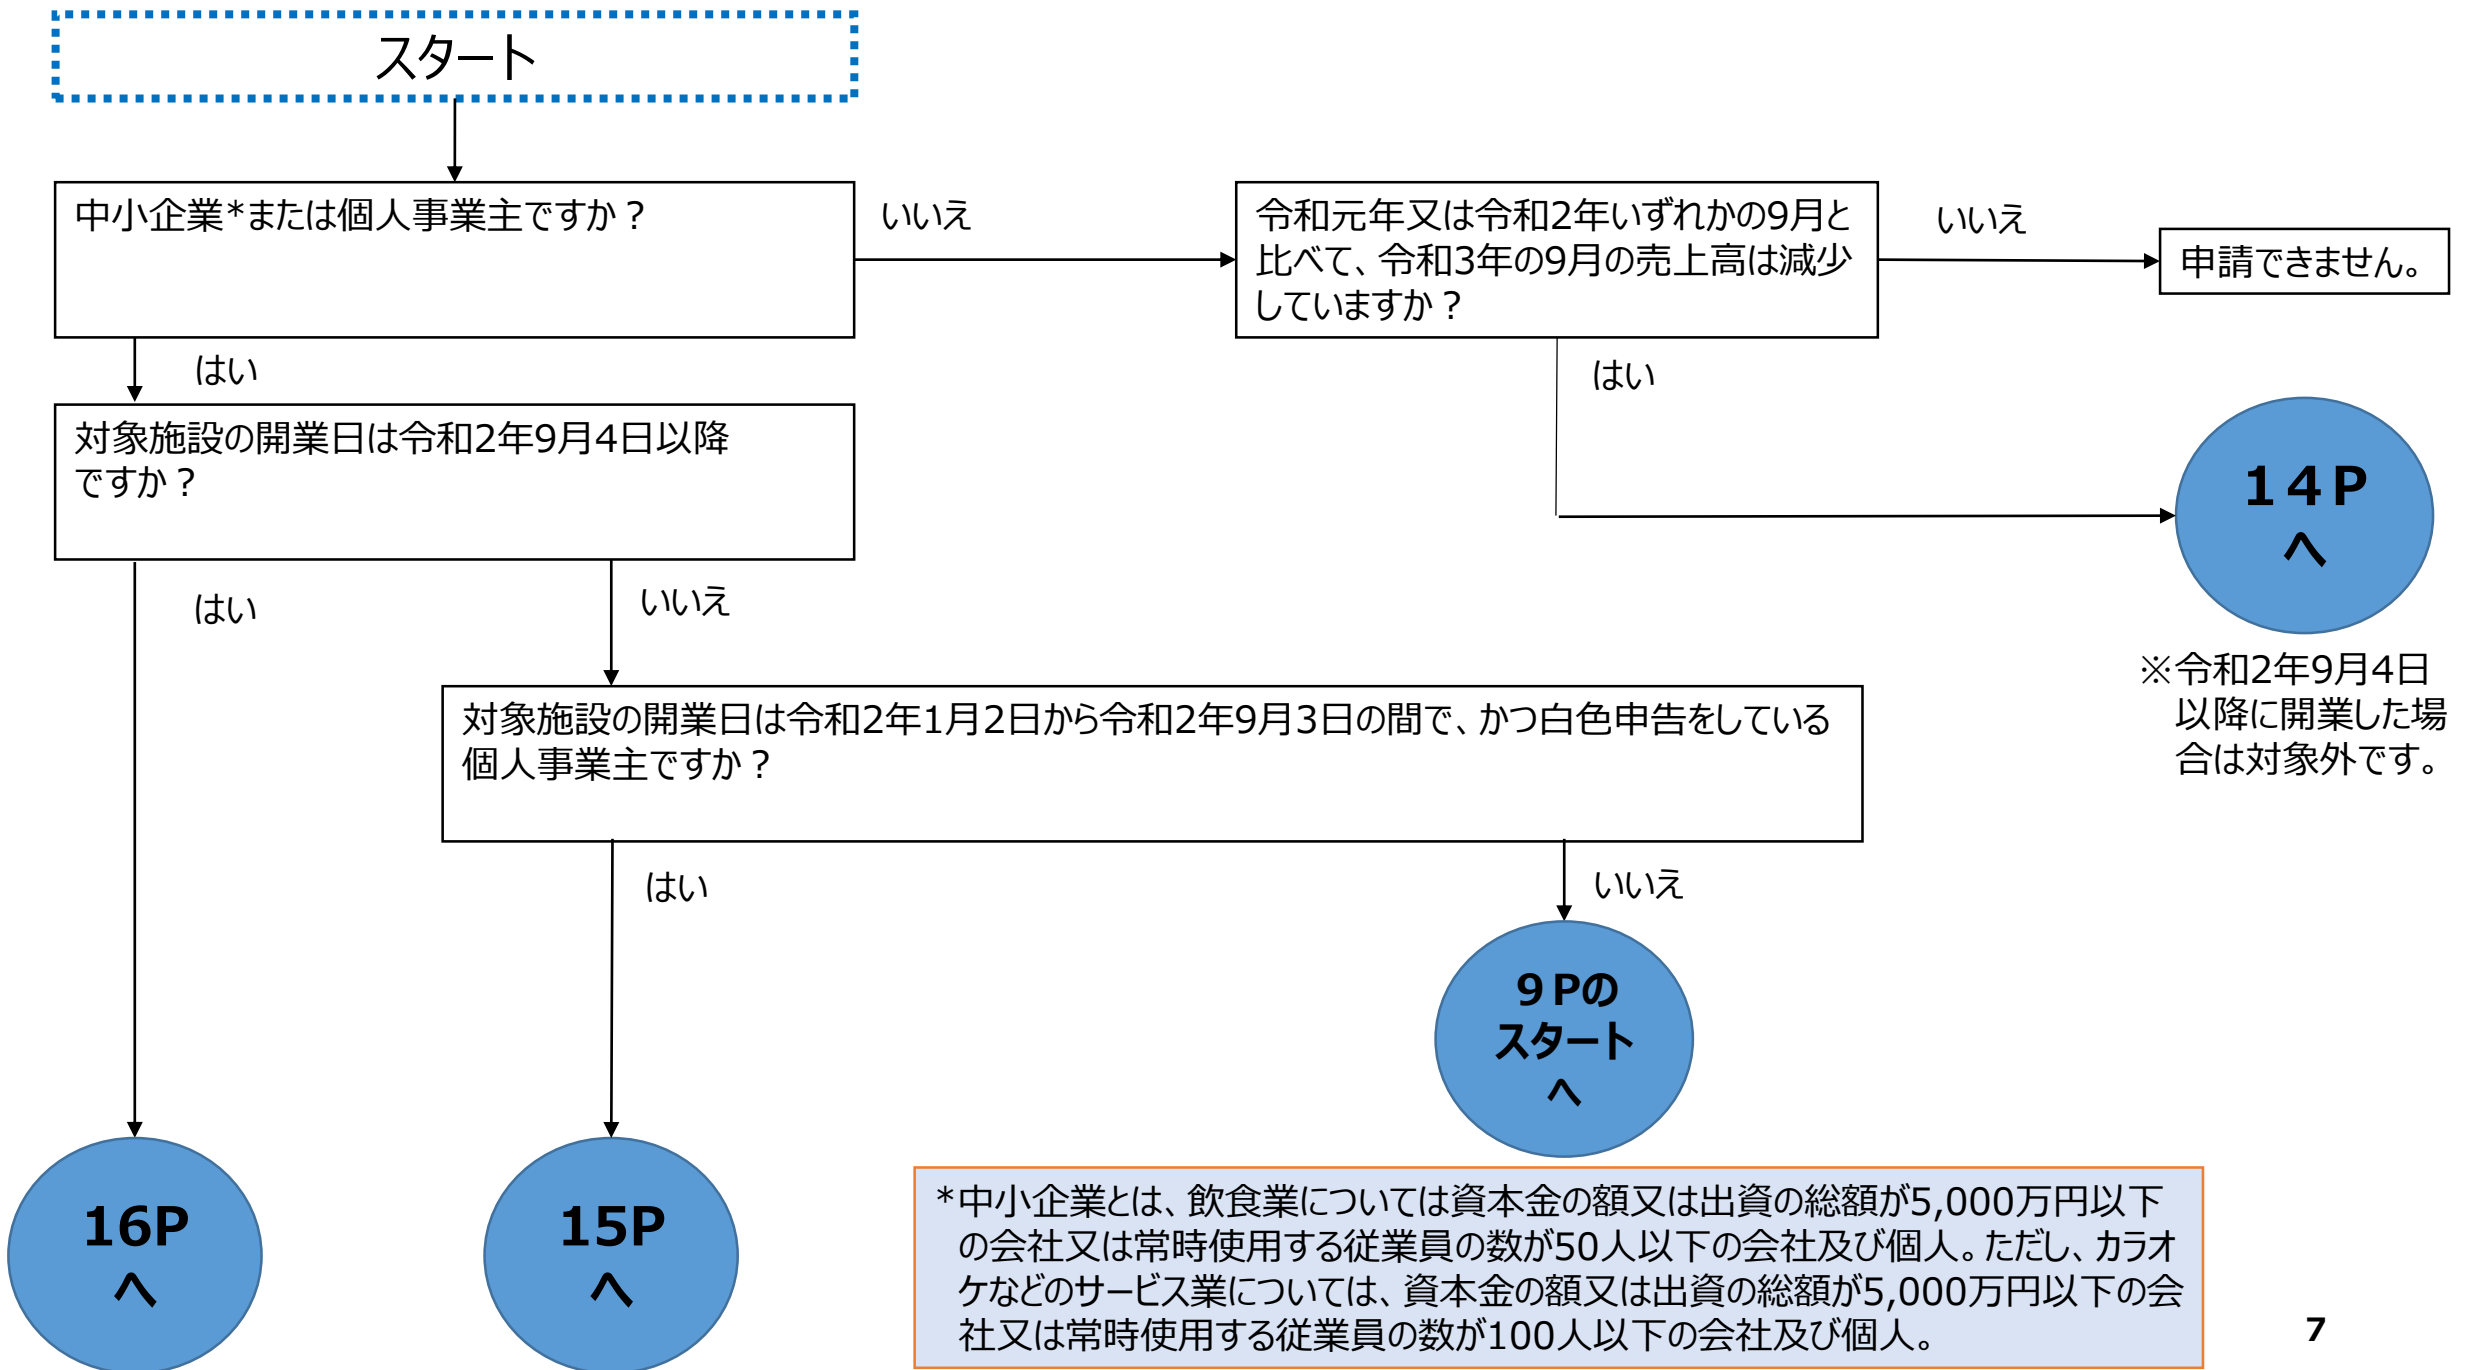 スタート
中小企業*または個人事業主ですか？
いいえ
令和元年又は令和2年いずれかの9月と
比べて、令和3年の9月の売上高は減少
していますか？
いいえ
申請できません。
はい
はい
対象施設の開業日は令和2年9月4日以降
ですか？
１４Ｐ
へ
※令和2年9月4日
以降に開業した場
合は対象外です。
はい
いいえ
対象施設の開業日は令和2年1月2日から令和2年9月3日の間で、かつ白色申告をしている
個人事業主ですか？
はい
いいえ
９Ｐの
スタート
へ
16P
へ
15P
へ
*中小企業とは、飲食業については資本金の額又は出資の総額が5,000万円以下
の会社又は常時使用する従業員の数が50人以下の会社及び個人。ただし、カラオ
ケなどのサービス業については、資本金の額又は出資の総額が5,000万円以下の会
社又は常時使用する従業員の数が100人以下の会社及び個人。
7